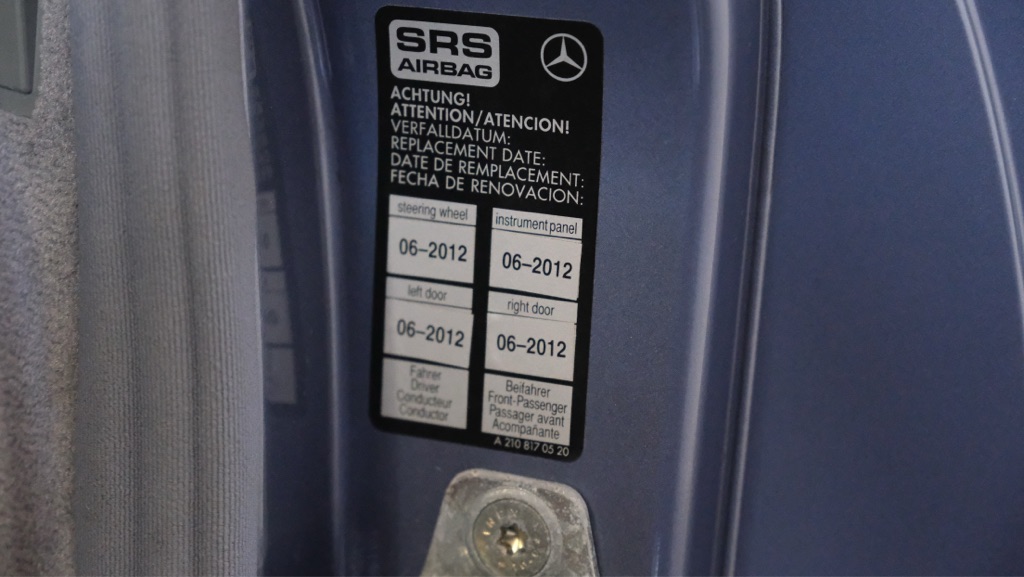 SRS
AIRBAG
ACHTUNG!
ATTENTION/ATENCION!
VERFALLDATUM:
REPLACEMENT DATE:
DATE DE REMPLACEMENT:
FECHA DE RENOVACION:
steering wheel
instrument panel
06-2012
06-2012
left door
right door
06-2012
06-2012
Fahrer
Driver
Conducteur
Conductor
Beifahrer
Front-Passenger
Passager avant
Acompañante
A 210 817 05 20